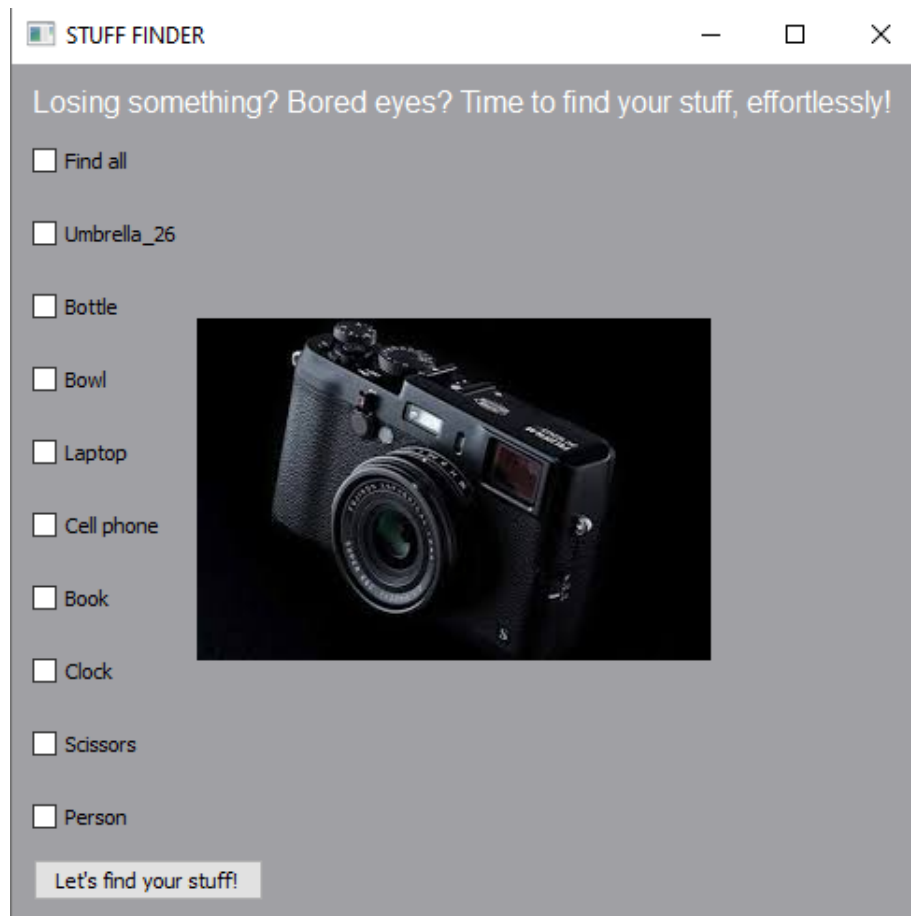 STUFF FINDER
Losing something? Bored eyes? Time to find your stuff, effortlessly!
Find all
Umbrella_26
Bottle
Bowl
Laptop
Cell phone
Book
Clock
Scissors
Person
Let's find your stuff!